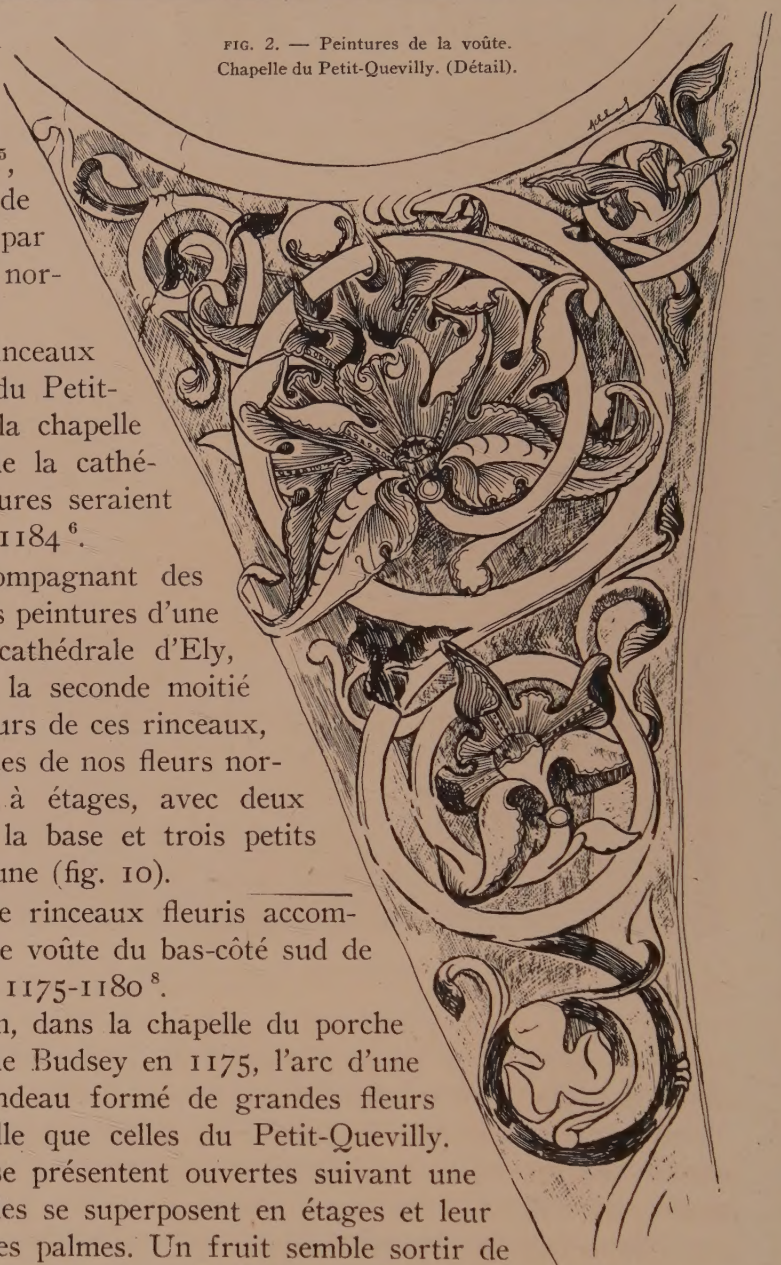 FIG. 2. — Peintures de la voûte.
Chapelle du Petit-Quevilly. (Détail).
5,
de
par
nor-
inceaux
du Petit-
la chapelle
e la cathé-
ures seraient
1184 6.
ompagnant des
s peintures d'une
cathédrale d'Ely,
la seconde moitié
urs de ces rinceaux,
es de nos fleurs nor-
à étages, avec deux
la base et trois petits
une (fig. 10).
e rinceaux fleuris accom-
e voûte du bas-côté sud de
1175-1180 8.
n, dans la chapelle du porche
le Budsey en 1175, l'arc d'une
ndeau formé de grandes fleurs
lle que celles du Petit-Quevilly.
se présentent ouvertes suivant une
es se superposent en étages et leur
es palmes. Un fruit semble sortir de